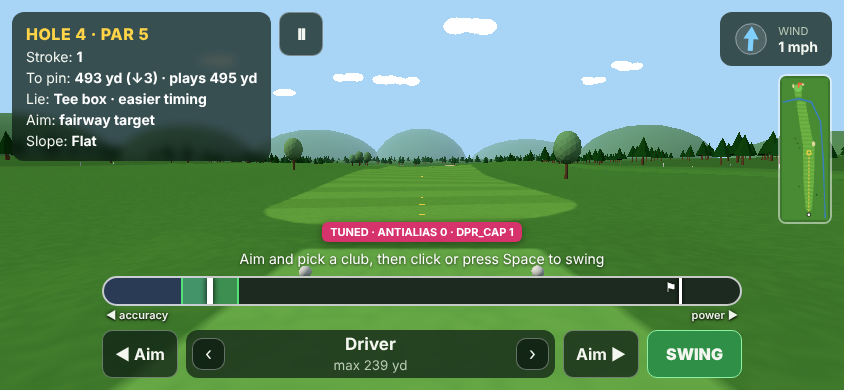 HOLE 4 · PAR 5
Stroke: 1
To pin: 493 yd (↓3) · plays 495 yd
Lie: Tee box · easier timing
Aim: fairway target
Slope: Flat
WIND
1 mph
TUNED · ANTIALIAS 0 · DPR_CAP 1
Aim and pick a club, then click or press Space to swing
◀ accuracy
power ▶
◀ Aim
‹
Driver
max 239 yd
›
Aim ▶
SWING